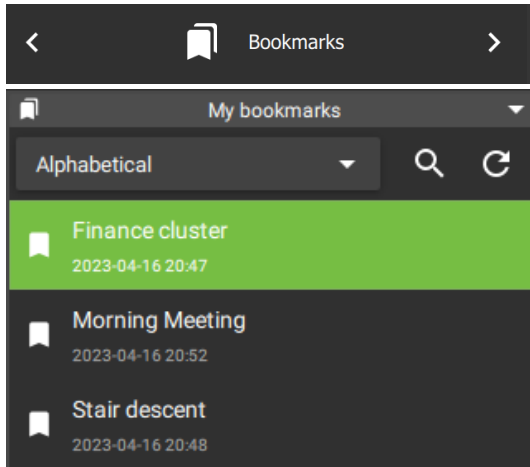 Bookmarks
My bookmarks
Alphabetical
Finance cluster
2023-04-16 20:47
Morning Meeting
2023-04-16 20:52
Stair descent
2023-04-16 20:48